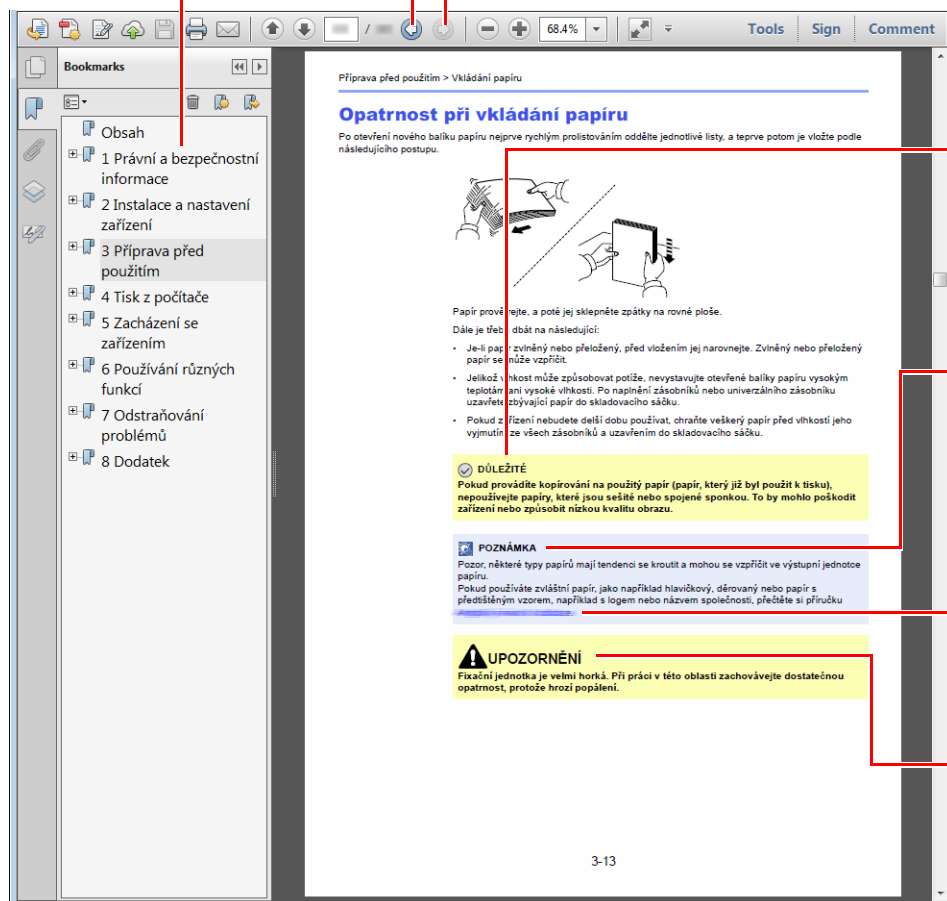 /
68.4%
Tools
Sign
Comment
Bookmarks
Obsah
1 Právní a bezpečnostní
informace
2 Instalace a nastavení
zařízení
3 Příprava před
použitím
4 Tisk z počítače
5 Zacházení se
zařízením
6 Používání různých
funkcí
7 Odstraňování
problémů
8 Dodatek
Příprava před použitím > Vkládání papíru
Opatrnost při vkládání papíru
Po otevření nového balíku papíru nejprve rychlým prolistováním oddělte jednotlivé listy, a teprve potom je vložte podle
následujícího postupu.
Papír prověřejte, a poté jej sklepněte zpátky na rovné ploše.
Dále je třeba dbát na následující:
• Je-li papír zvlněný nebo přeložený, před vložením jej narovnejte. Zvlněný nebo přeložený
papír se může vzpříčit.
• Jelikož vlhkost může způsobovat potíže, nevystavujte otevřené balíky papíru vysokým
teplotám ani vysoké vlhkosti. Po naplnění zásobníků nebo univerzálního zásobníku
uzavřete zbývající papír do skladovacího sáčku.
• Pokud zařízení nebudete delší dobu používat, chraňte veškerý papír před vlhkostí jeho
vyjmutím ze všech zásobníků a uzavřením do skladovacího sáčku.
DŮLEŽITÉ
Pokud provádíte kopírování na použitý papír (papír, který již byl použit k tisku),
nepoužívejte papíry, které jsou sešité nebo spojené sponkou. To by mohlo poškodit
zařízení nebo způsobit nízkou kvalitu obrazu.
POZNÁMKA
Pozor, některé typy papírů mají tendenci se kroutit a mohou se vzpříčit ve výstupní jednotce
papíru.
Pokud používáte zvláštní papír, jako například hlavičkový, děrovaný nebo papír s
předtištěným vzorem, například s logem nebo názvem společnosti, přečtěte si příručku
UPOZORNĚNÍ
Fixační jednotka je velmi horká. Při práci v této oblasti zachovávejte dostatečnou
opatrnost, protože hrozí popálení.
3-13